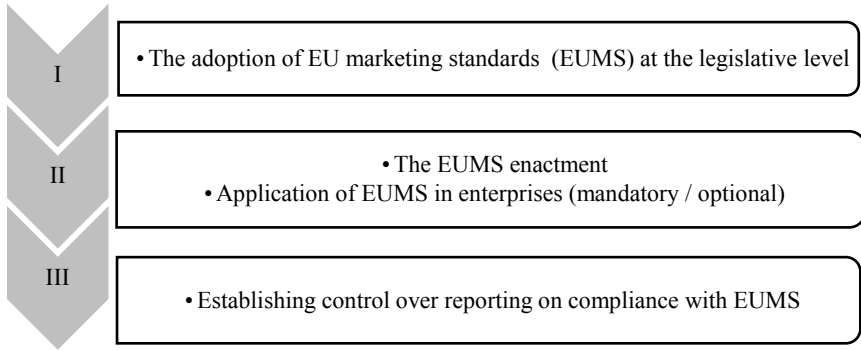 I
• The adoption of EU marketing standards (EUMS) at the legislative level
II
• The EUMS enactment
• Application of EUMS in enterprises (mandatory / optional)
III
• Establishing control over reporting on compliance with EUMS